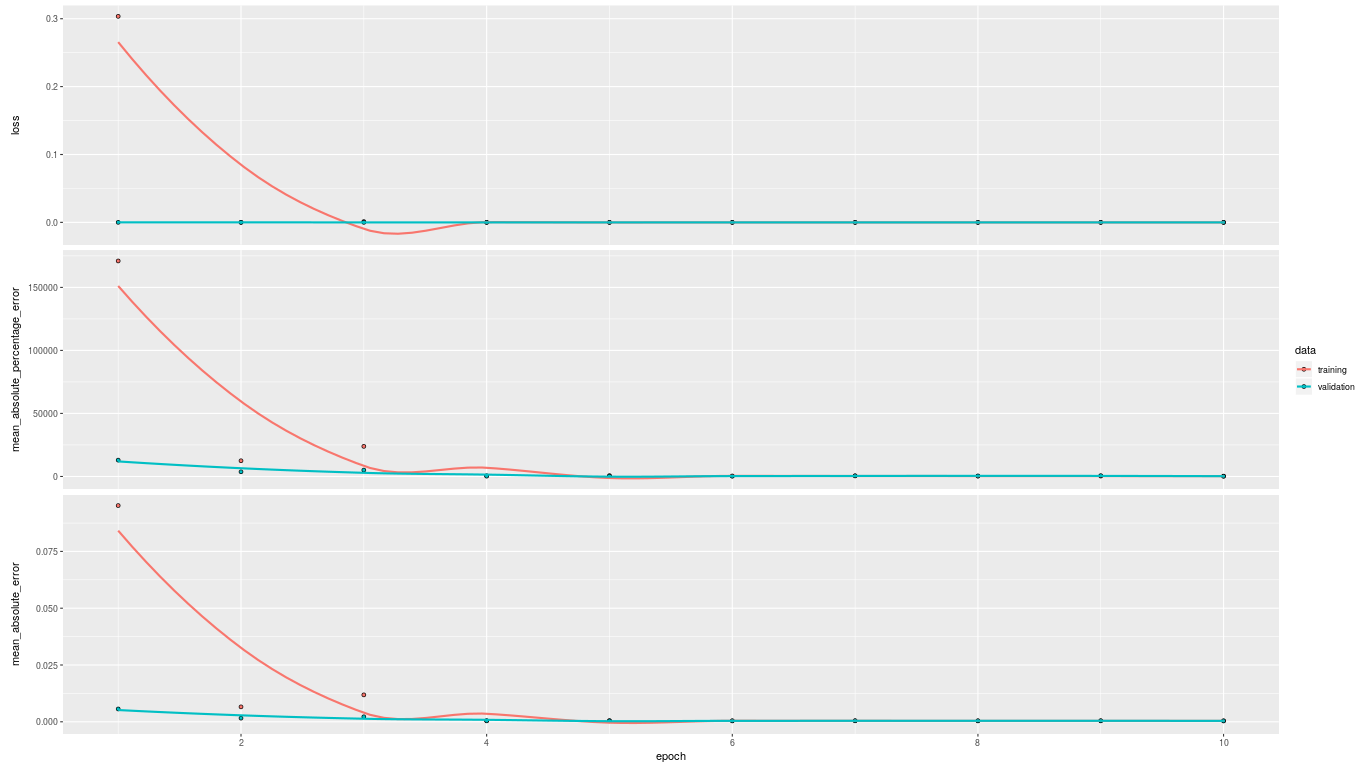 loss
0.3
0.2
0.1
0.0
mean_absolute_percentage_error
150000
100000
50000
0
mean_absolute_error
0.075
0.050
0.025
0.000
2
4
6
8
10
epoch
data
training
validation